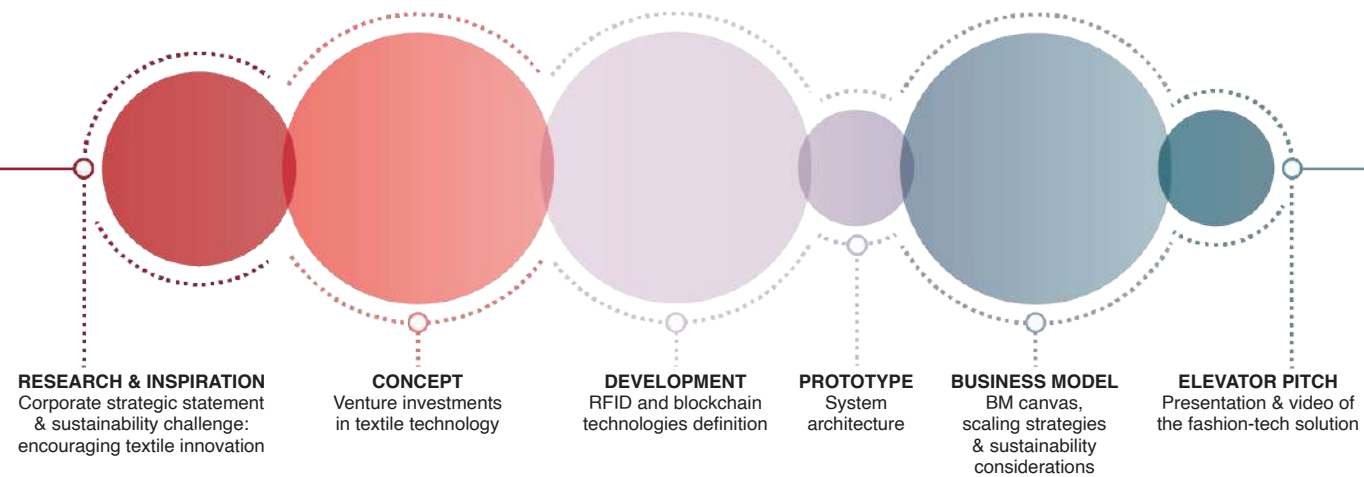 RESEARCH & INSPIRATION
Corporate strategic statement
& sustainability challenge:
encouraging textile innovation
CONCEPT
Venture investments
in textile technology
DEVELOPMENT
RFID and blockchain
technologies definition
PROTOTYPE
System
architecture
BUSINESS MODEL
BM canvas,
scaling strategies
& sustainability
considerations
ELEVATOR PITCH
Presentation & video of
the fashion-tech solution